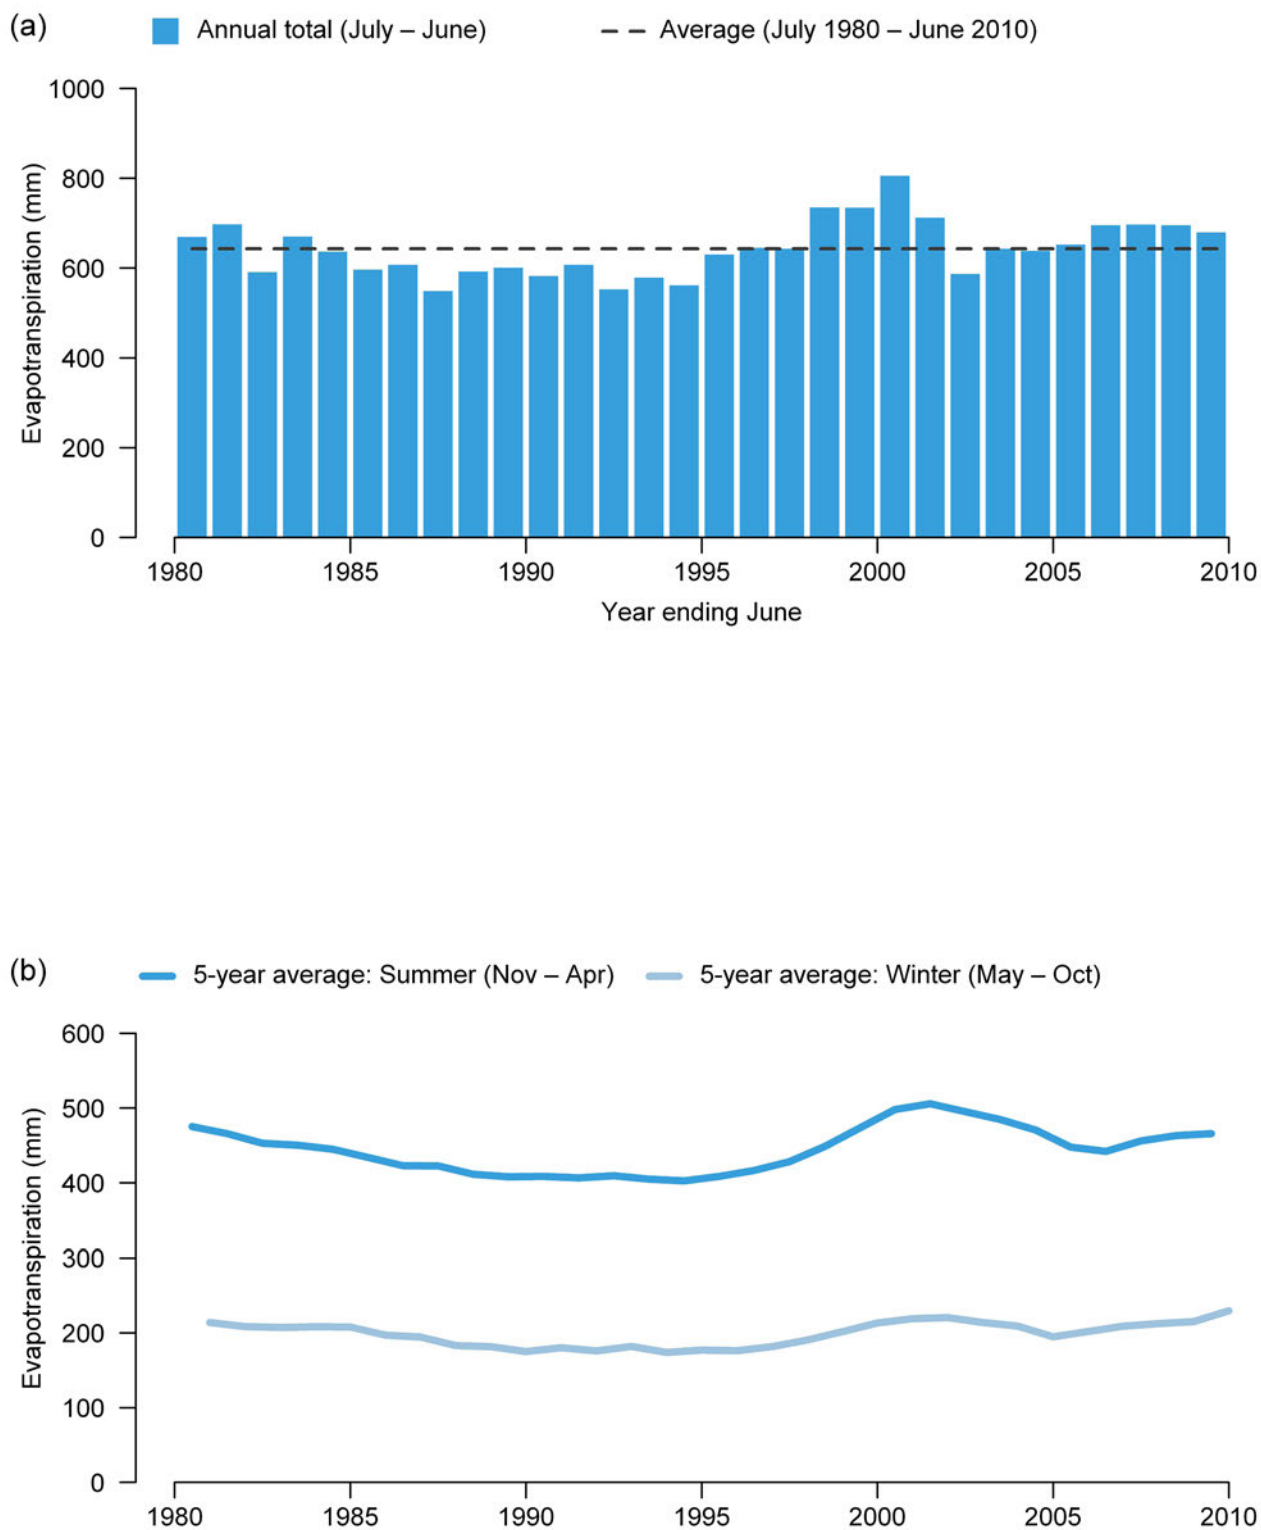 (a)
Annual total (July – June)
Average (July 1980 – June 2010)
1000
800
600
400
200
0
Evapotranspiration (mm)
1980 1985 1990 1995 2000 2005 2010
Year ending June
(b)
5-year average: Summer (Nov – Apr)
5-year average: Winter (May – Oct)
600
500
400
300
200
100
0
Evapotranspiration (mm)
1980 1985 1990 1995 2000 2005 2010